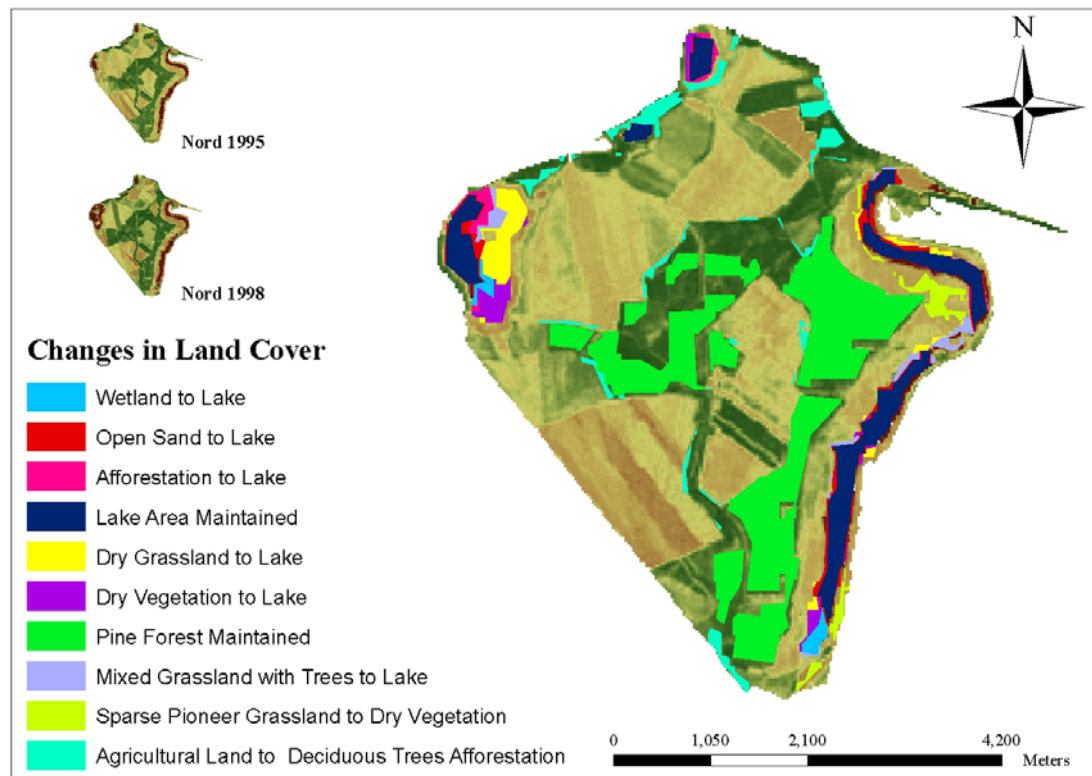 Nord 1995
Nord 1998
N
Changes in Land Cover
Wetland to Lake
Open Sand to Lake
Afforestation to Lake
Lake Area Maintained
Dry Grassland to Lake
Dry Vegetation to Lake
Pine Forest Maintained
Mixed Grassland with Trees to Lake
Sparse Pioneer Grassland to Dry Vegetation
Agricultural Land to Deciduous Trees Afforestation
0 1,050 2,100 4,200
Meters